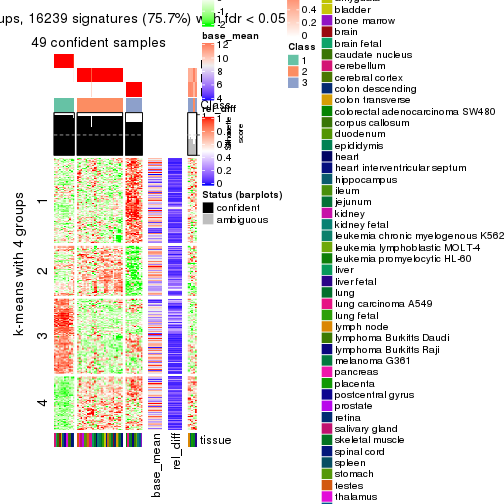 ups, 16239 signatures (75.7%) with fdr < 0.05
49 confident samples
k-means with 4 groups
1
2
3
4
base_mean
rel_diff
tissue
Class
-2
base_mean
12
10
8
6
4
2
rel_diff
1
0.8
0.6
0.4
0.2
0
Status (barplots)
confident
ambiguous
0.4
0.2
0
Class
1
2
3
bladder
bone marrow
brain
brain fetal
caudate nucleus
cerebellum
cerebral cortex
colon descending
colon transverse
colorectal adenocarcinoma SW480
corpus callosum
duodenum
epididymis
heart
heart interventricular septum
hippocampus
ileum
jejunum
kidney
kidney fetal
leukemia chronic myelogenous K562
leukemia lymphoblastic MOLT-4
leukemia promyelocytic HL-60
liver
liver fetal
lung
lung carcinoma A549
lung fetal
lymph node
lymphoma Burkitts Daudi
lymphoma Burkitts Raji
melanoma G361
pancreas
placenta
postcentral gyrus
prostate
retina
salivary gland
skeletal muscle
spinal cord
spleen
stomach
testes
thalamus